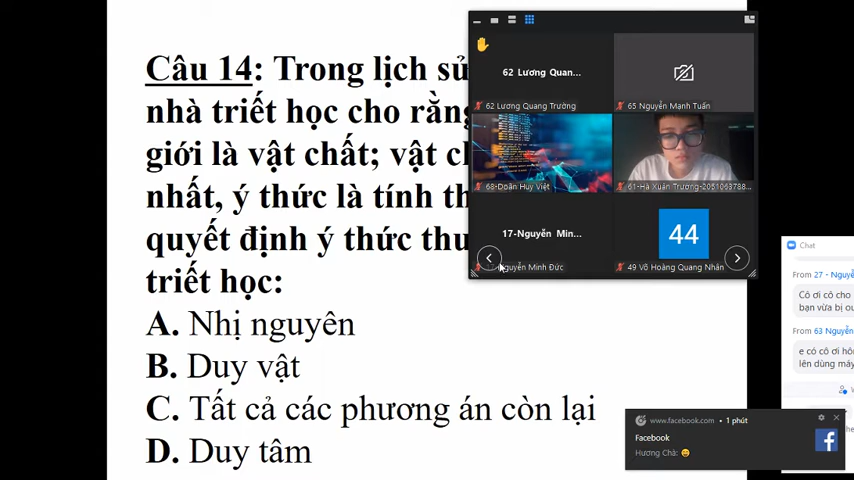 Câu 14: Trong lịch sử
nhà triết học cho rằng
giới là vật chất; vật
nhất, ý thức là tính
quyết định ý thức
triết học:
A. Nhị nguyên
B. Duy vật
C. Tất cả các phương án còn lại
D. Duy tâm
62 Lương Quan...
62 Lương Quang Trường
65 Nguyễn Mạnh Tuấn
68-Doãn Huy Việt
61-Hà Xuân Trường-2051063788...
17-Nguyễn Min...
Nguyễn Minh Đức
44
49 Võ Hoàng Quang Nhân
Chat
From 27 - Nguyễ
Cô ơi cô cho
bạn vừa bị
From 63 Nguyễn
e có cô ơi
lên dùng máy
www.facebook.com • 1 phút
Facebook
Hương Chà: 😀